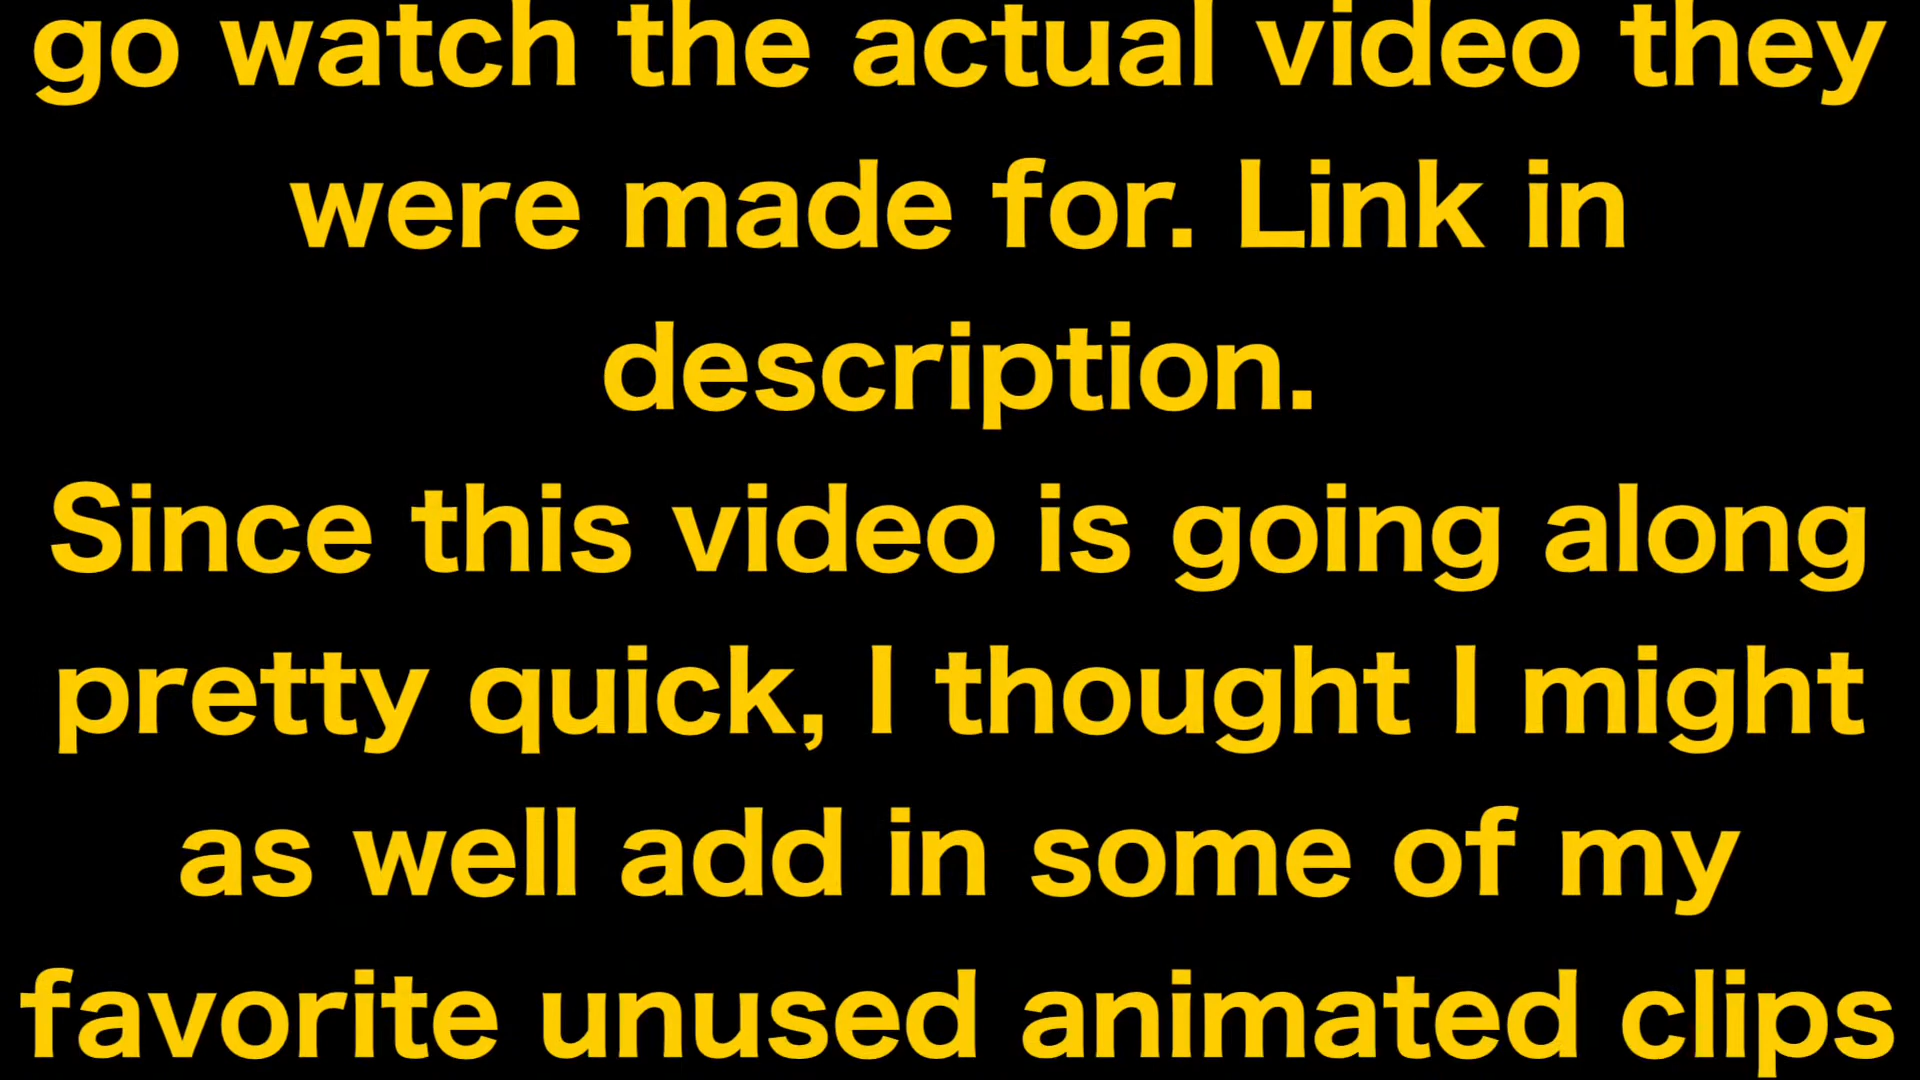 go watch the actual video they
were made for. Link in
description.
Since this video is going along
pretty quick, I thought I might
as well add in some of my
favorite unused animated clips